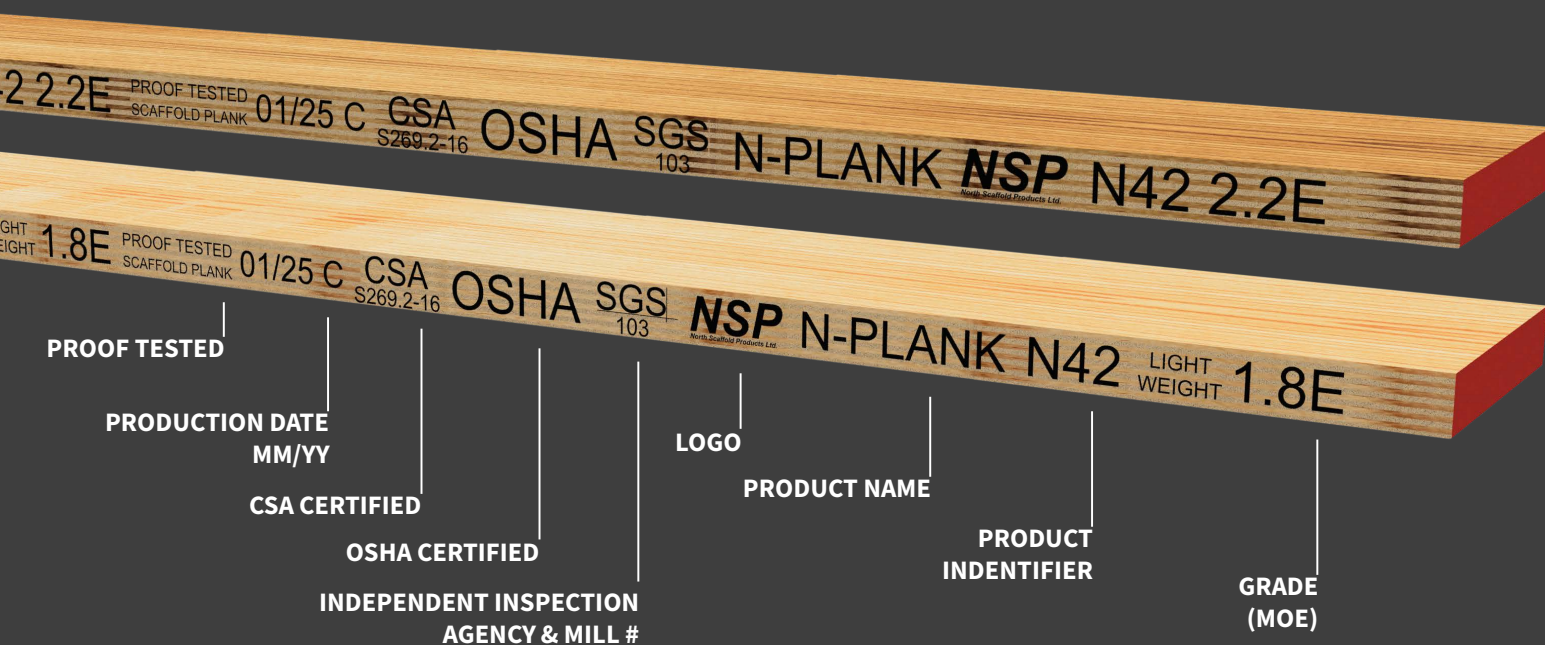 2 2.2E PROOF TESTED
SCAFFOLD PLANK 01/25 C CSA
S269.2-16 OSHA SGS
103 N-PLANK NSP
North Scaffold Products Ltd. N42 2.2E
1.8E PROOF TESTED
SCAFFOLD PLANK 01/25 C CSA
S269.2-16 OSHA SGS
103 NSP
North Scaffold Products Ltd. N-PLANK N42 LIGHT
WEIGHT 1.8E
PROOF TESTED
PRODUCTION DATE
MM/YY
CSA CERTIFIED
OSHA CERTIFIED
INDEPENDENT INSPECTION
AGENCY & MILL #
LOGO
PRODUCT NAME
PRODUCT
INDENTIFIER
GRADE
(MOE)